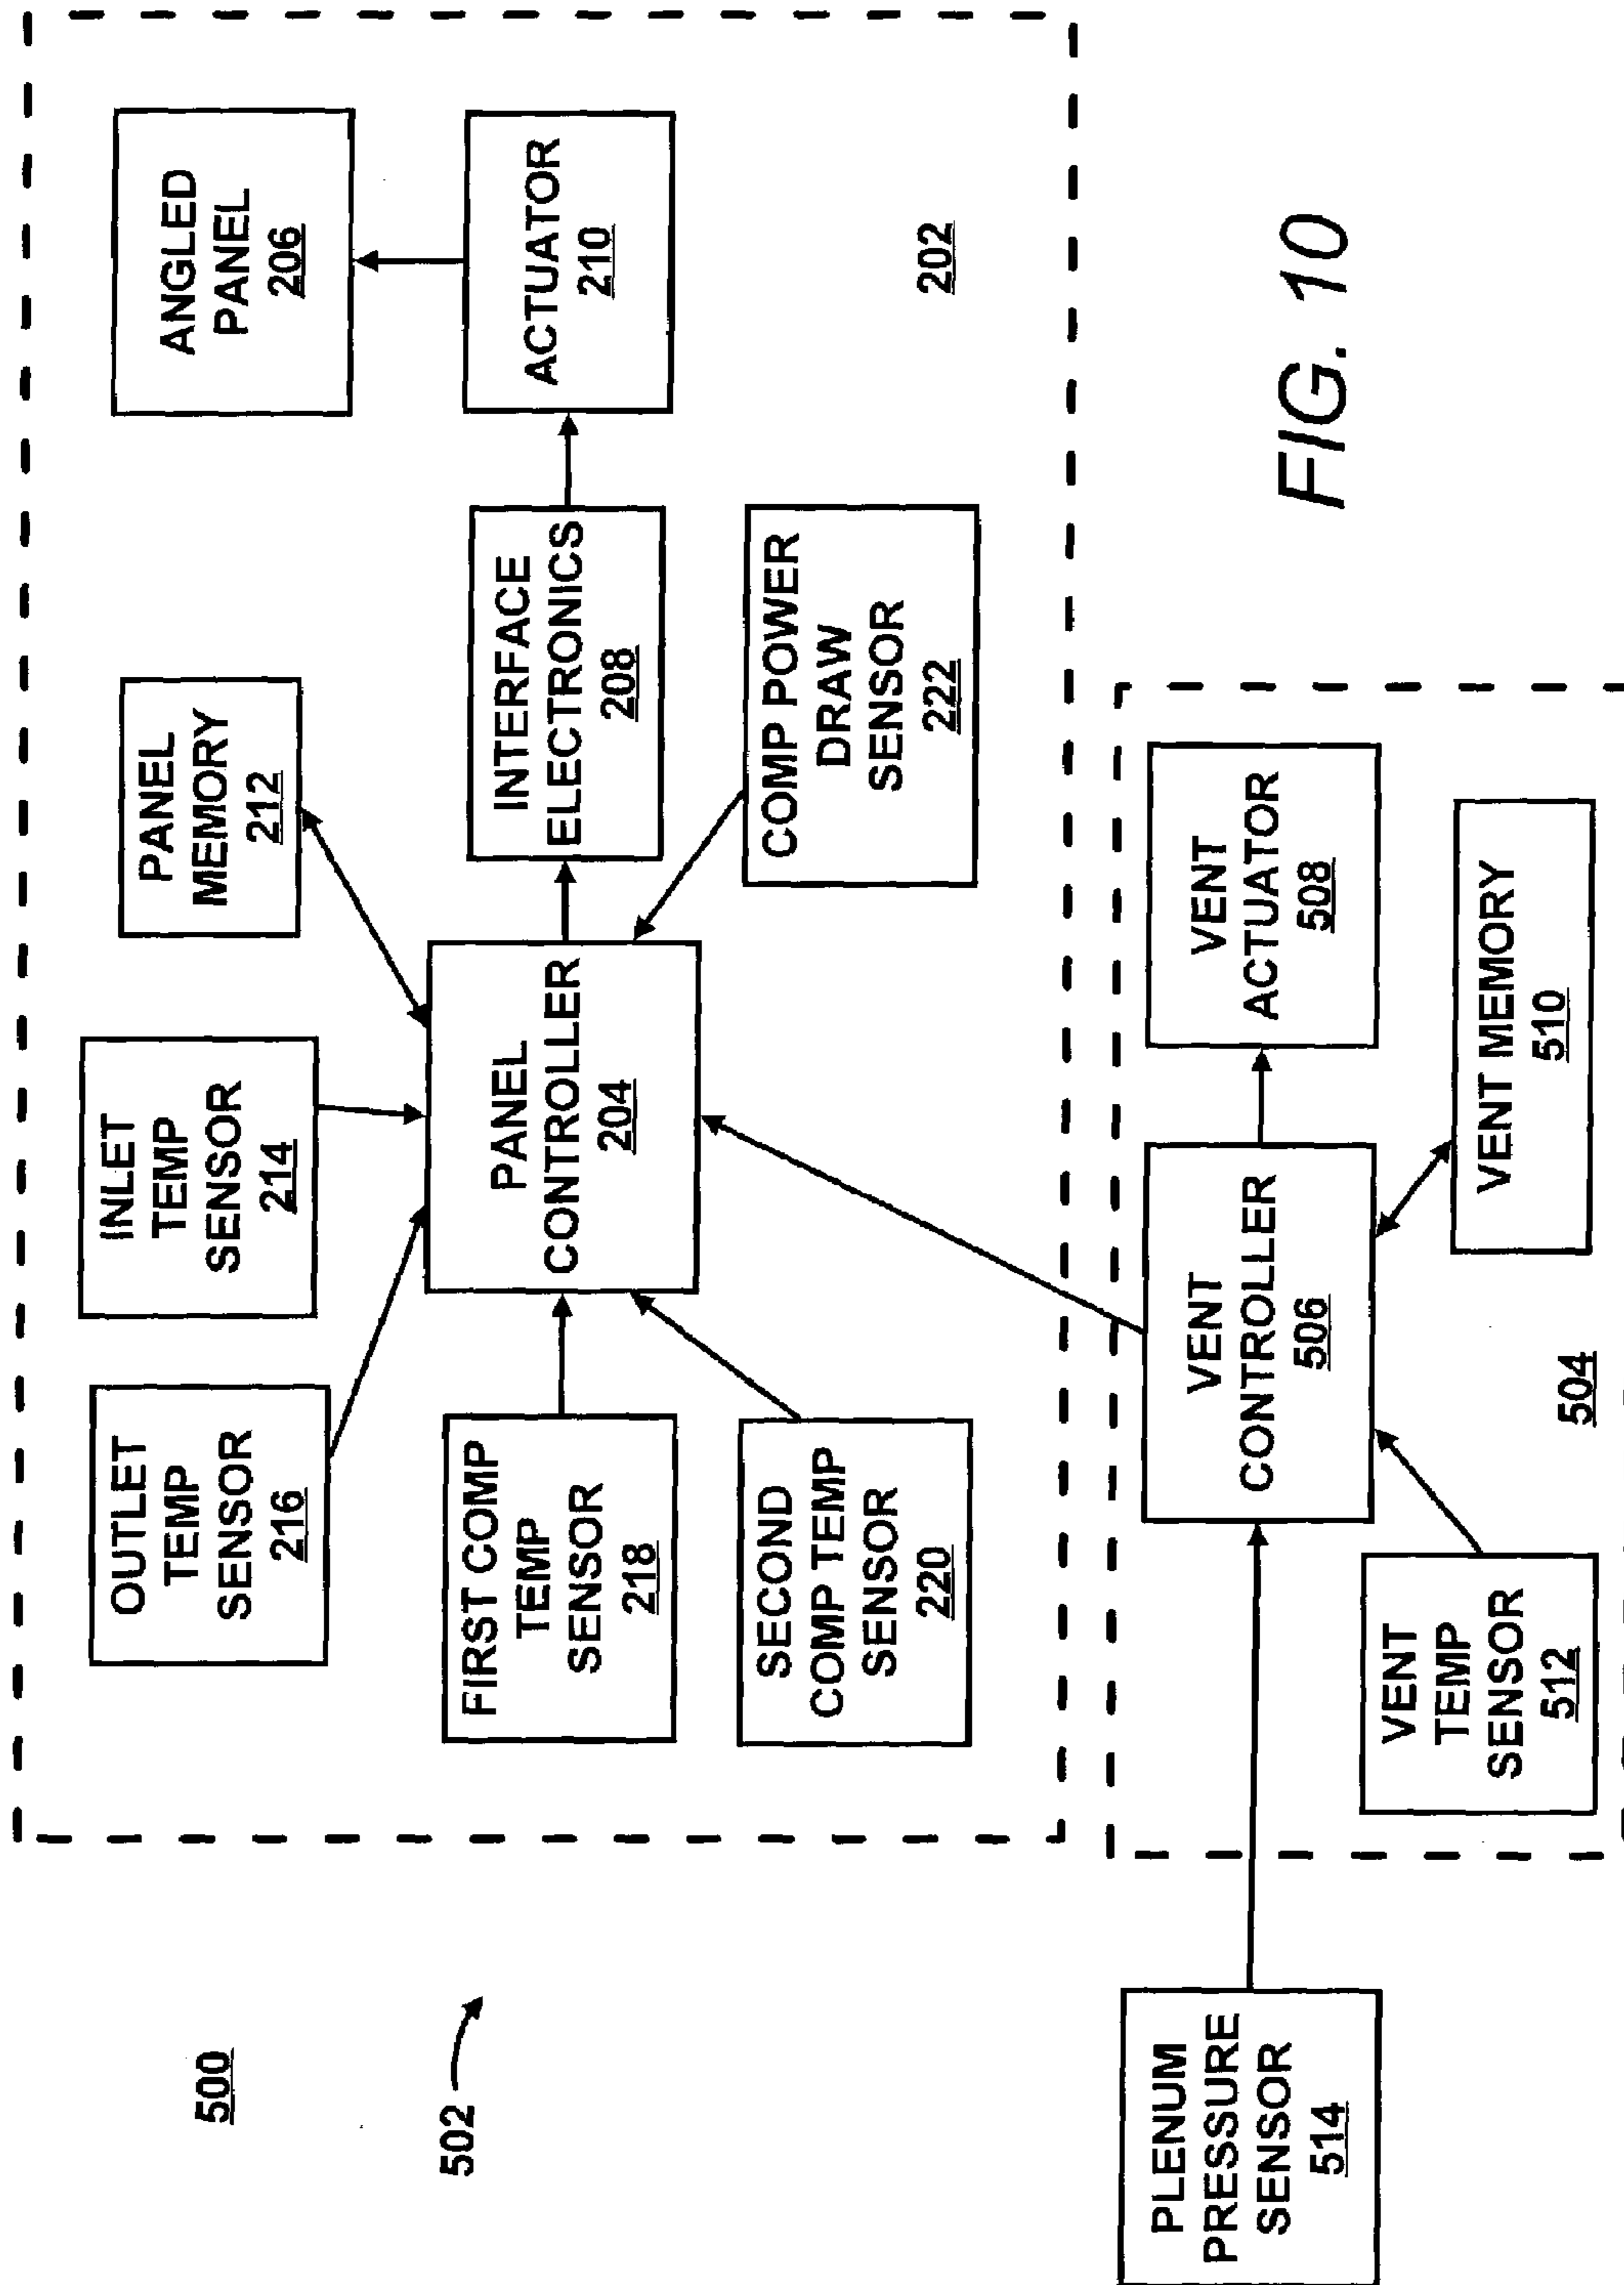 500
502
OUTLET
TEMP
SENSOR
216
INLET
TEMP
SENSOR
214
PANEL
MEMORY
212
ANGLED
PANEL
206
FIRST COMP
TEMP
SENSOR
218
PANEL
CONTROLLER
204
INTERFACE
ELECTRONICS
208
ACTUATOR
210
SECOND
COMP TEMP
SENSOR
220
COMP POWER
DRAW
SENSOR
222
202
PLENUM
PRESSURE
SENSOR
514
VENT
CONTROLLER
506
VENT
ACTUATOR
508
VENT
TEMP
SENSOR
512
504
VENT MEMORY
510
FIG. 10